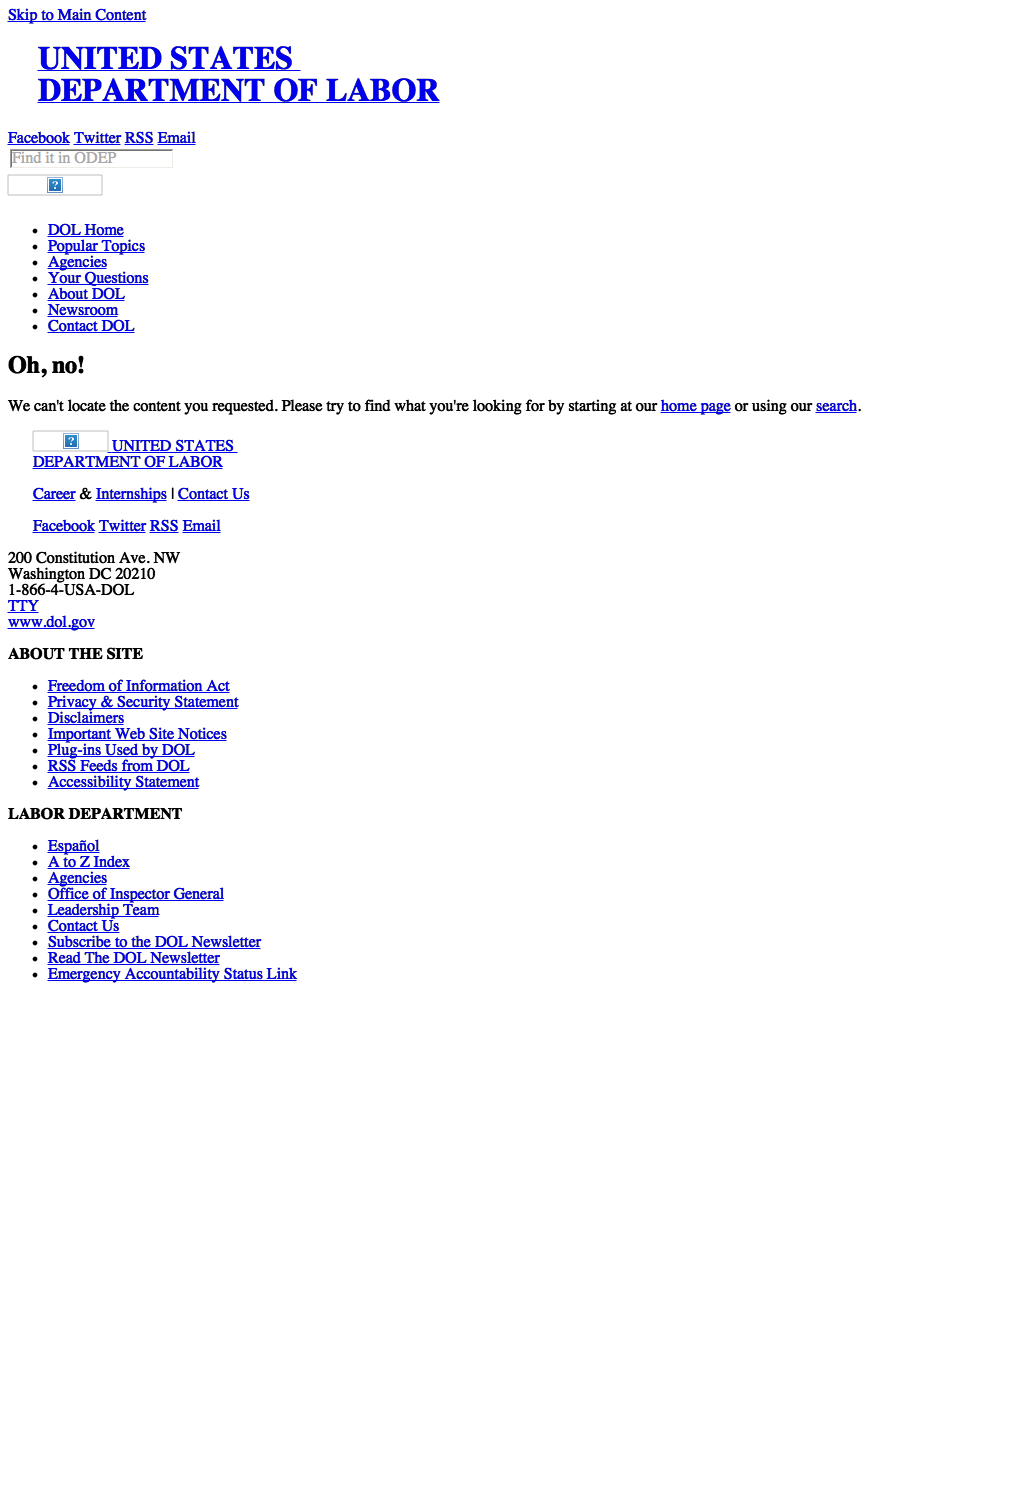 Skip to Main Content
UNITED STATES
DEPARTMENT OF LABOR
Facebook Twitter RSS Email
Find it in ODEP
DOL Home
Popular Topics
Agencies
Your Questions
About DOL
Newsroom
Contact DOL
Oh, no!
We can't locate the content you requested. Please try to find what you're looking for by starting at our home page or using our search.
UNITED STATES
DEPARTMENT OF LABOR
Career & Internships | Contact Us
Facebook Twitter RSS Email
200 Constitution Ave. NW
Washington DC 20210
1-866-4-USA-DOL
TTY
www.dol.gov
ABOUT THE SITE
Freedom of Information Act
Privacy & Security Statement
Disclaimers
Important Web Site Notices
Plug-ins Used by DOL
RSS Feeds from DOL
Accessibility Statement
LABOR DEPARTMENT
Español
A to Z Index
Agencies
Office of Inspector General
Leadership Team
Contact Us
Subscribe to the DOL Newsletter
Read The DOL Newsletter
Emergency Accountability Status Link